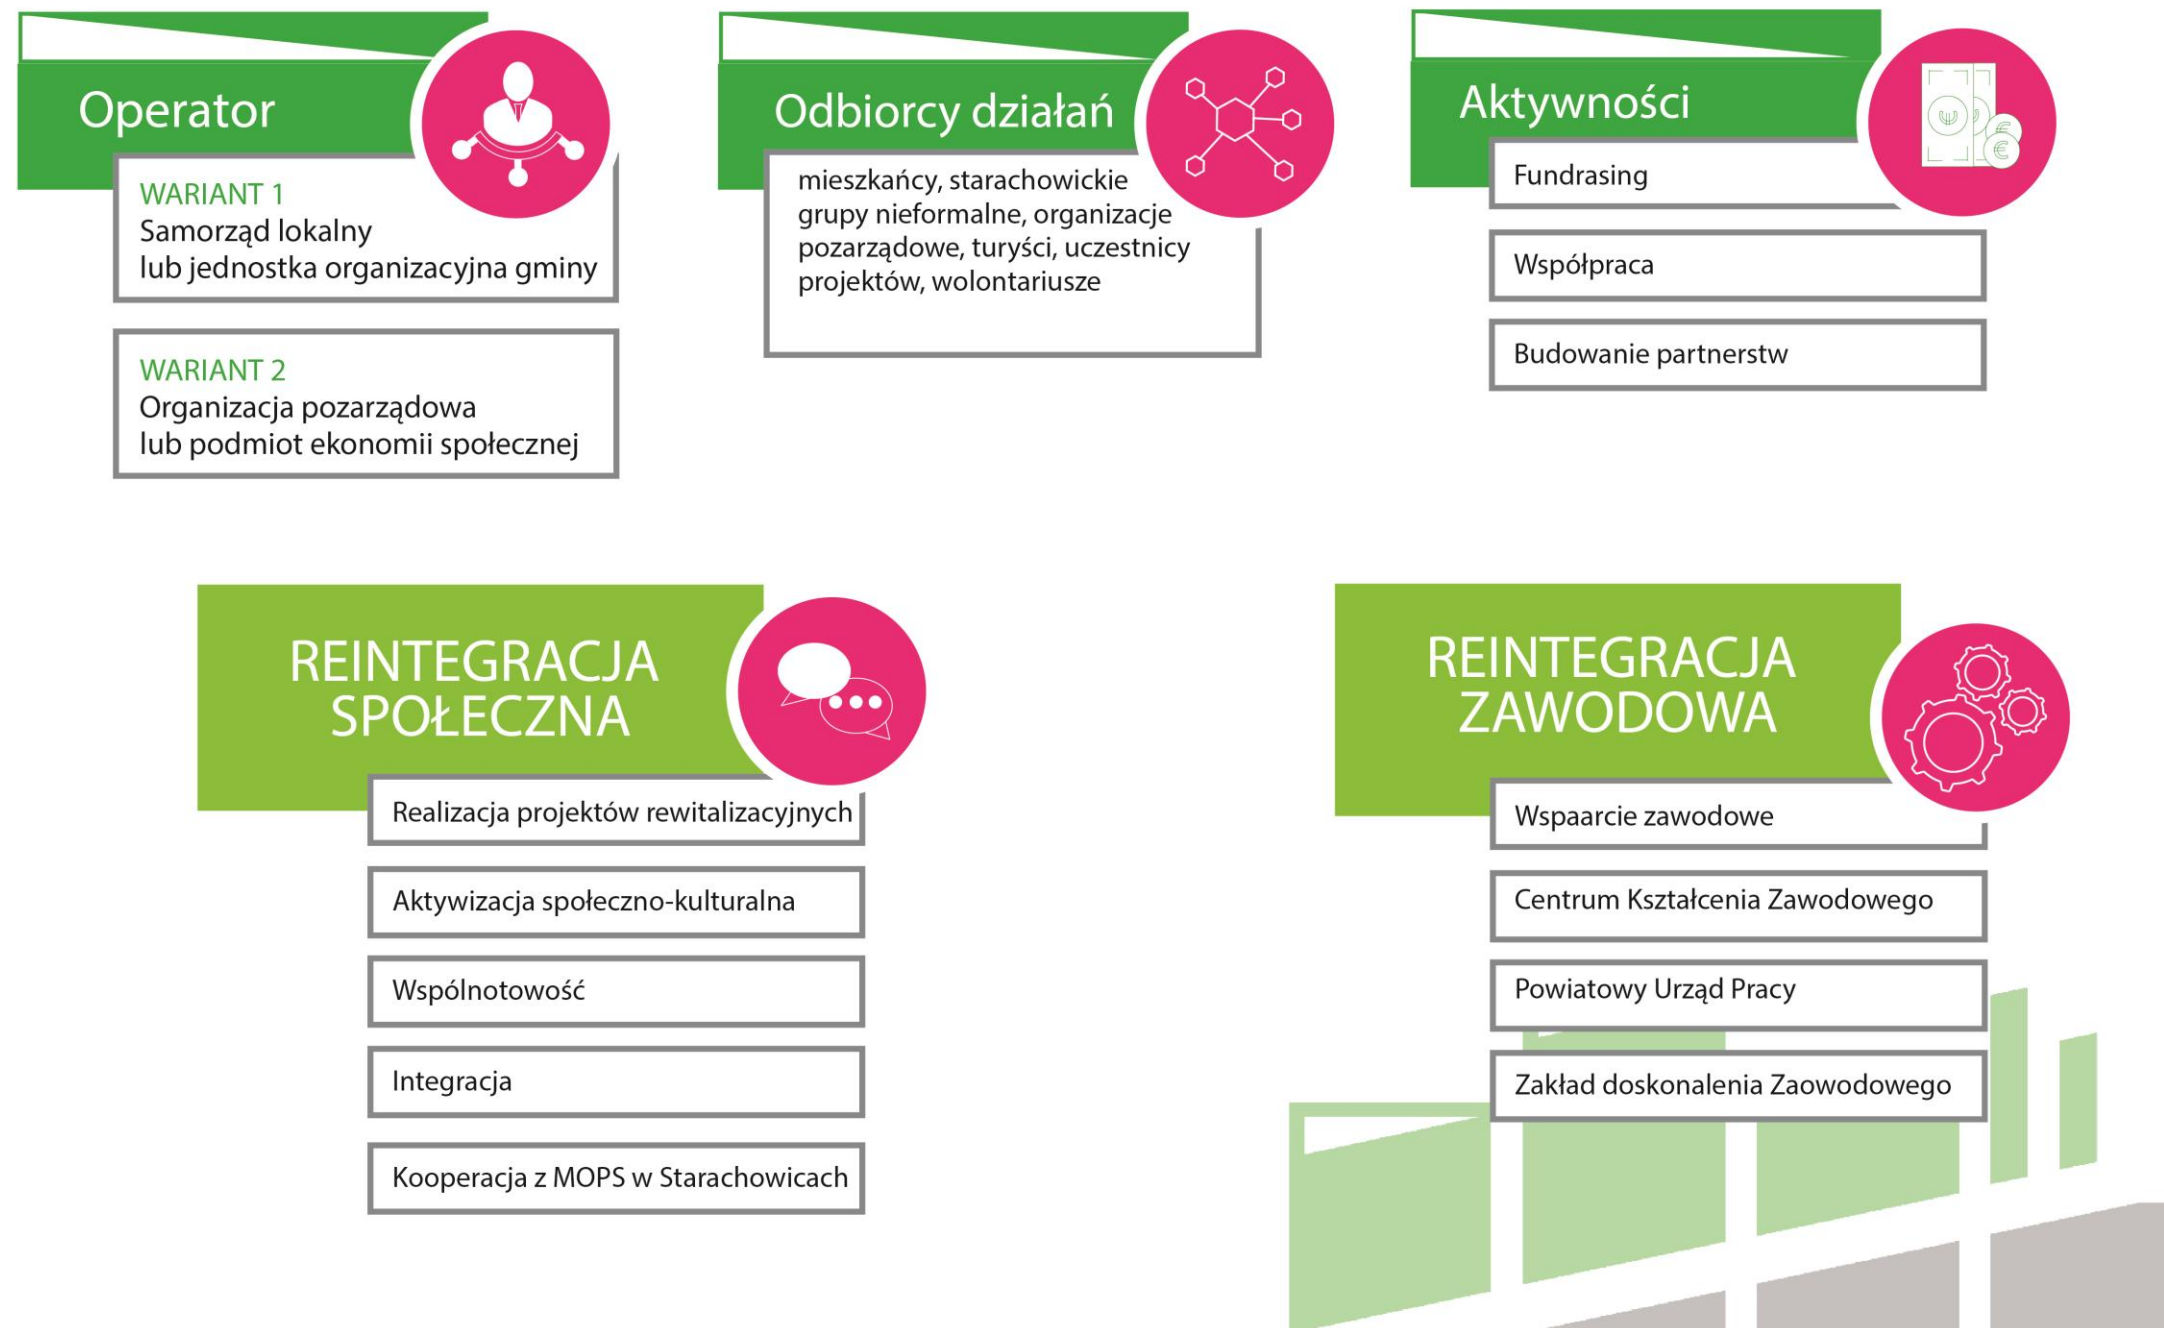 Operator
WARIANT 1
Samorząd lokalny
lub jednostka organizacyjna gminy
WARIANT 2
Organizacja pozarządowa
lub podmiot ekonomii społecznej
Odbiorcy działań
mieszkańcy, starachowickie
grupy nieformalne, organizacje
pozarządowe, turyści, uczestnicy
projektów, wolontariusze
Aktywności
Fundrasing
Współpraca
Budowanie partnerstw
REINTEGRACJA
SPOŁECZNA
Realizacja projektów rewitalizacyjnych
Aktywizacja społeczno-kulturalna
Wspólnotowość
Integracja
Kooperacja z MOPS w Starachowicach
REINTEGRACJA
ZAWODOWA
Wspaarcie zawodowe
Centrum Kształcenia Zawodowego
Powiatowy Urząd Pracy
Zakład doskonalenia Zaowodowego